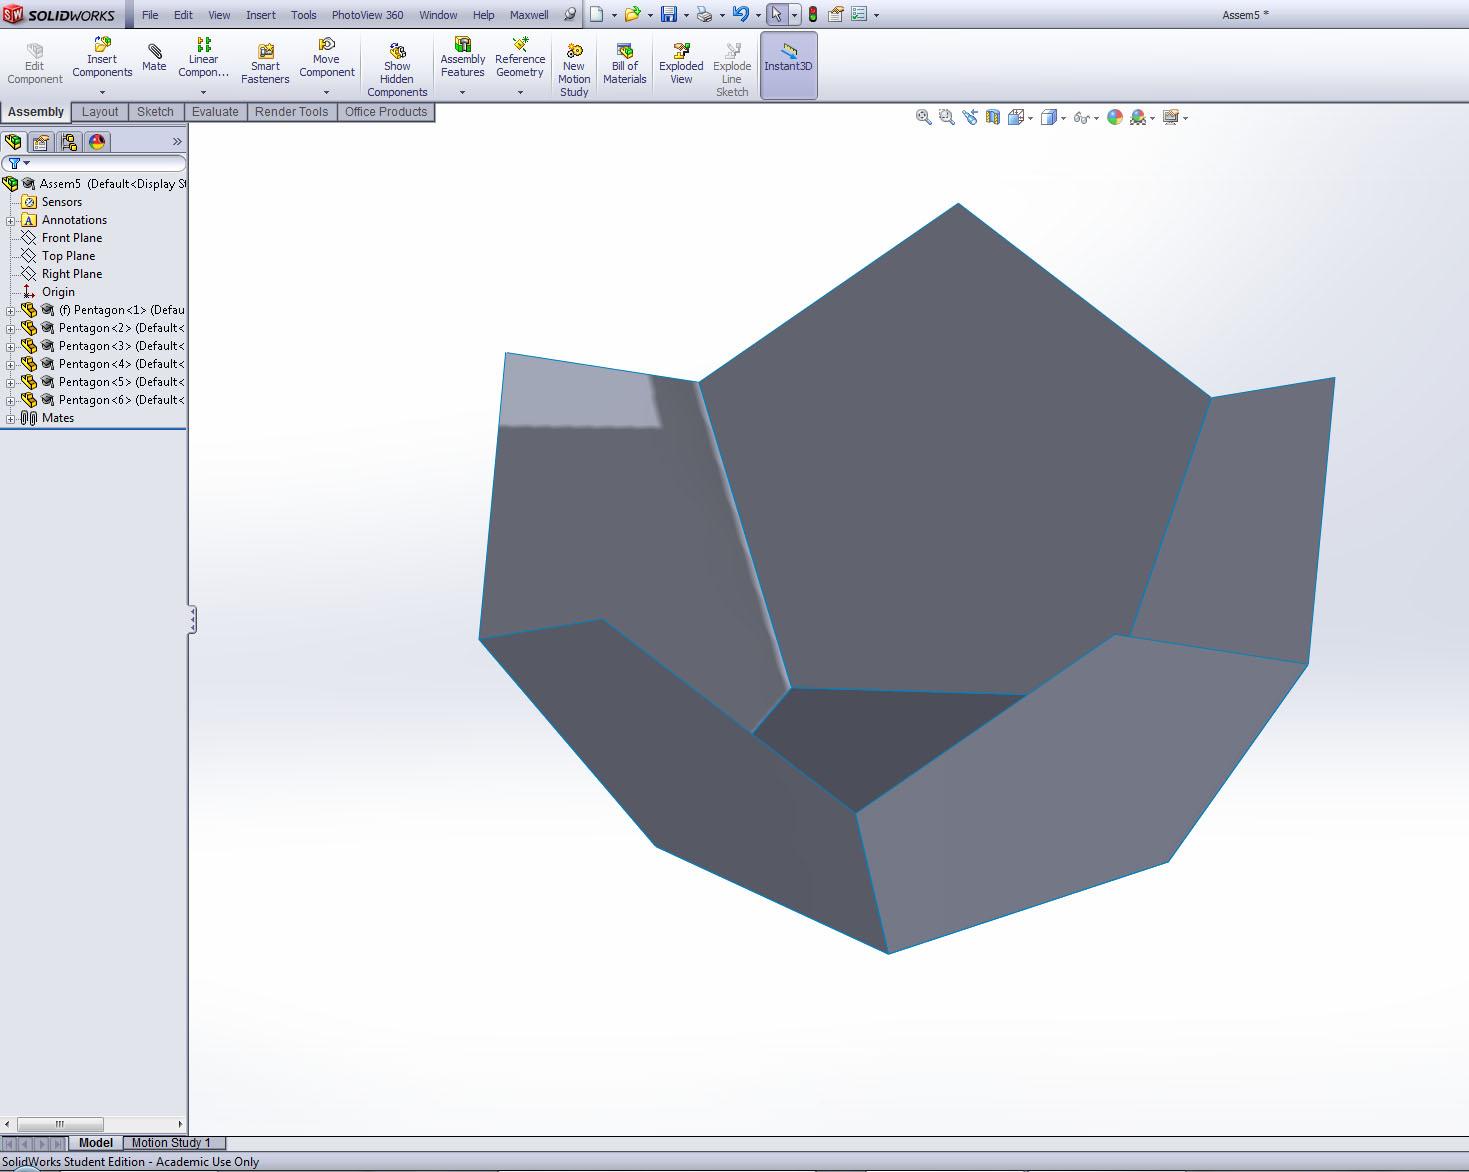 SW SOLIDWORKS File Edit View Insert Tools PhotoView 360 Window Help Maxwell Assem5 *
Edit Component
Insert Components
Mate
Linear Compon...
Smart Fasteners
Move Component
Show Hidden Components
Assembly Features
Reference Geometry
New Motion Study
Bill of Materials
Exploded View
Explode Line Sketch
Instant3D
Assembly Layout Sketch Evaluate Render Tools Office Products
Assem5 (Default<Display St
Sensors
A Annotations
Front Plane
Top Plane
Right Plane
Origin
(f) Pentagon<1> (Defau
Pentagon<2> (Default<
Pentagon<3> (Default<
Pentagon<4> (Default<
Pentagon<5> (Default<
Pentagon<6> (Default<
Mates
Model Motion Study 1
SolidWorks Student Edition - Academic Use Only